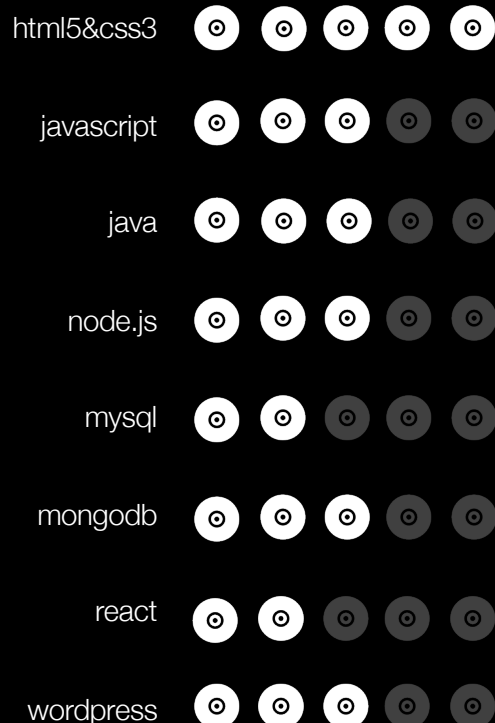 html5&css3
javascript
java
node.js
mysql
mongodb
react
wordpress